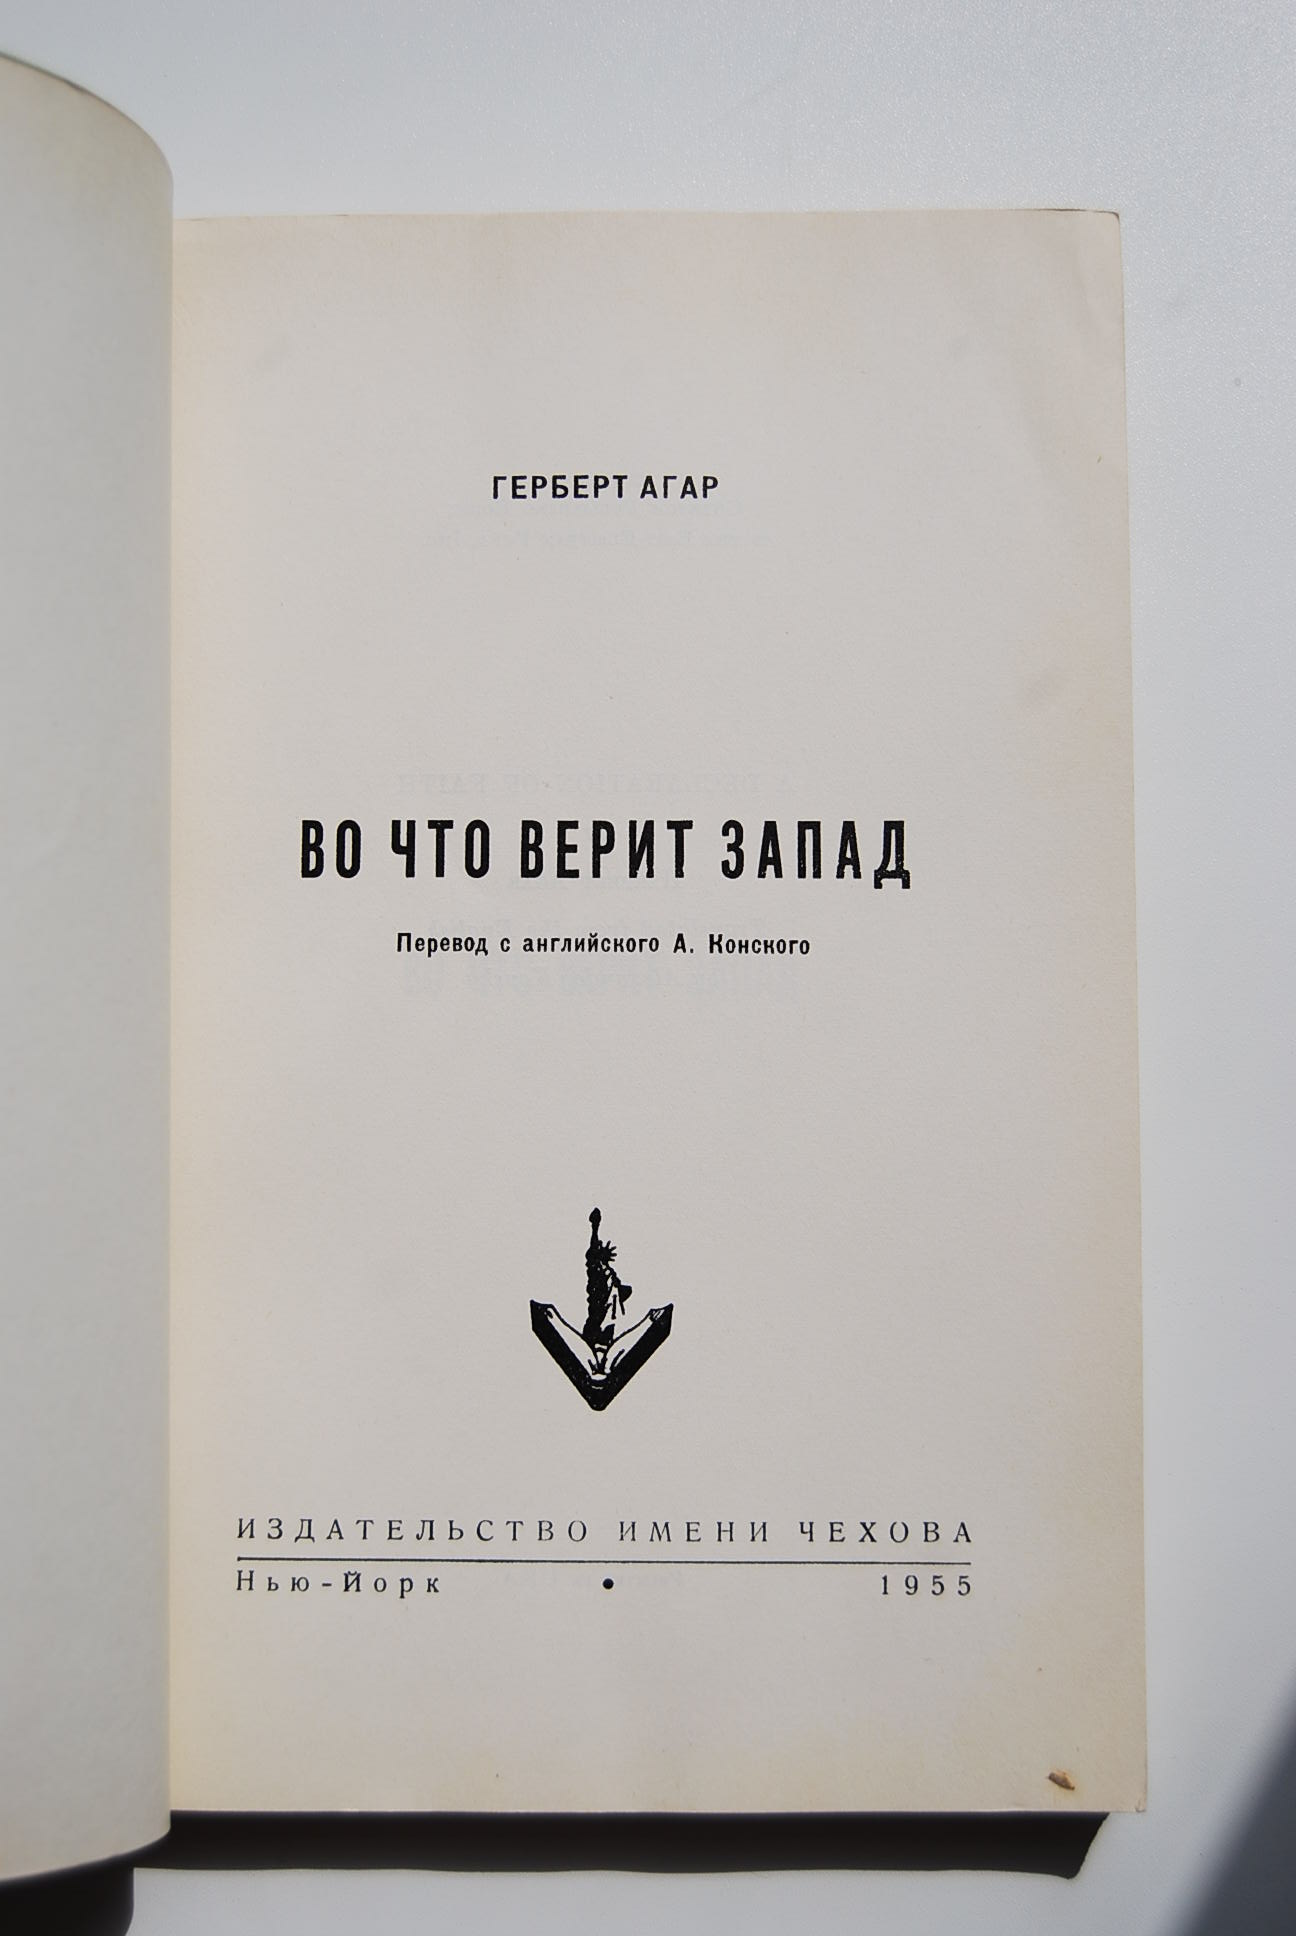 ГЕРБЕРТ АГАР
ВО ЧТО ВЕРИТ ЗАПАД
Перевод с английского А. Конского
ИЗДАТЕЛЬСТВО ИМЕНИ ЧЕХОВА
Нью-Йорк • 1955